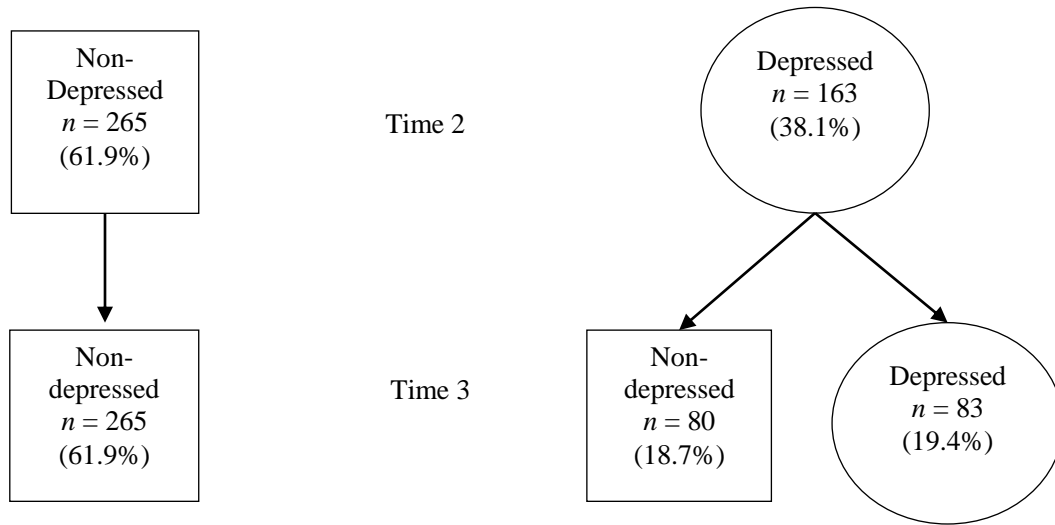 Non-
Depressed
n = 265
(61.9%)
Time 2
Depressed
n = 163
(38.1%)
Non-
depressed
n = 265
(61.9%)
Time 3
Non-
depressed
n = 80
(18.7%)
Depressed
n = 83
(19.4%)